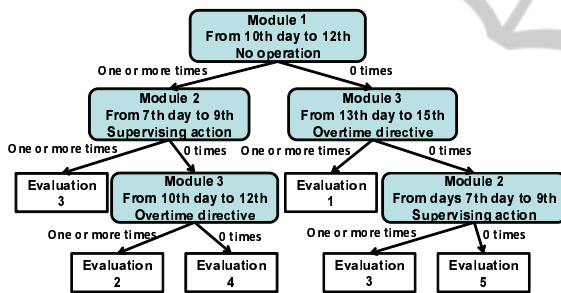 Module 1
From 10th day to 12th
No operation
One or more times
0 times
Module 2
From 7th day to 9th
Supervising action
Module 3
From 13th day to 15th
Overtime directive
One or more times
0 times
One or more times
0 times
Evaluation
3
Module 3
From 10th day to 12th
Overtime directive
Evaluation
1
Module 2
From days 7th day to 9th
Supervising action
One or more times
0 times
One or more times
0 times
Evaluation
2
Evaluation
4
Evaluation
3
Evaluation
5